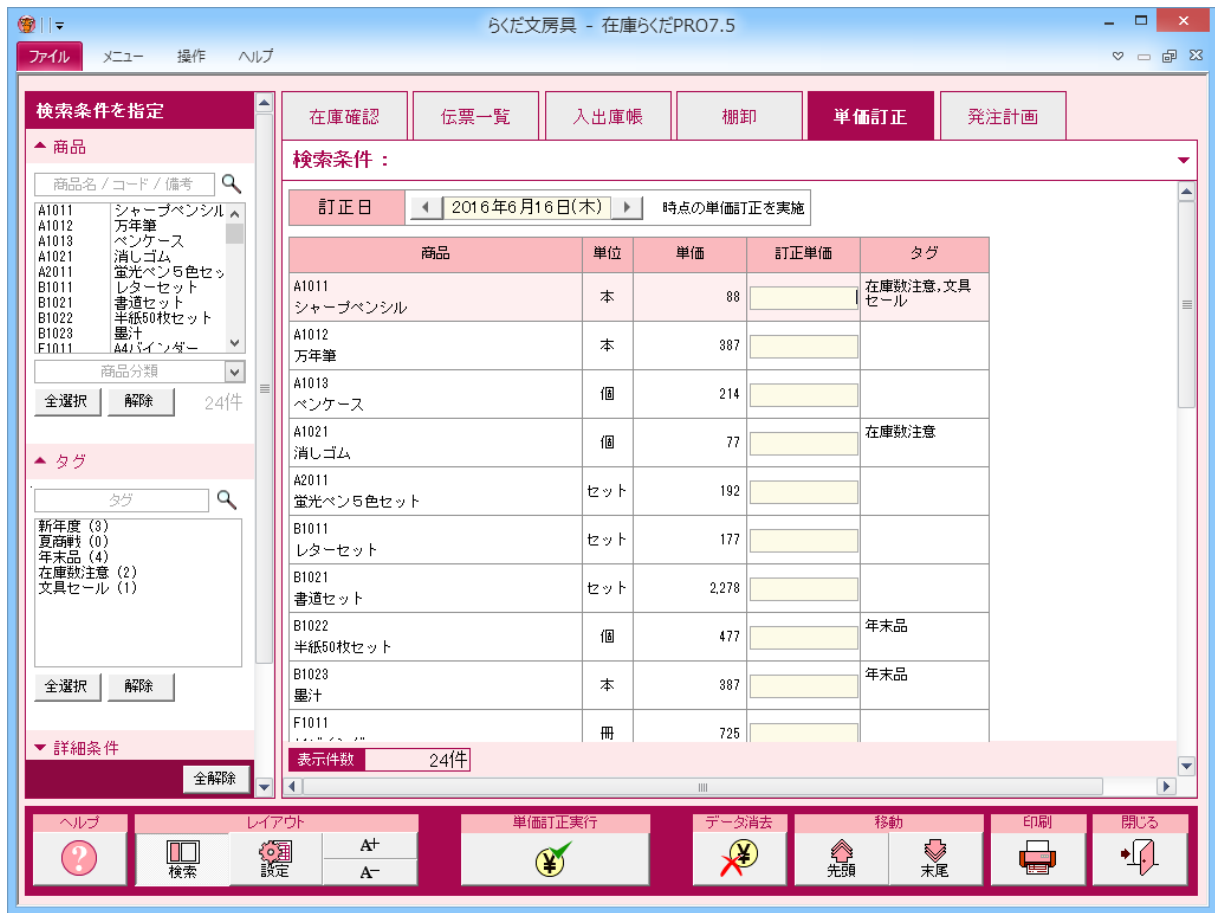 らくだ文房具 - 在庫らくだPRO7.5
ファイル メニュー 操作 ヘルプ
検索条件を指定
商品
商品名 / コード / 備考
A1011 シャープペンシル
A1012 万年筆
A1013 ペンケース
A1021 消しゴム
A2011 蛍光ペン5色セッ
B1011 レターセット
B1021 書道セット
B1022 半紙50枚セット
B1023 墨汁
F1011 A4バインダー
商品分類
全選択 解除 24件
タグ
タグ
新年度 (3)
夏商戦 (0)
年末品 (4)
在庫数注意 (2)
文具セール (1)
全選択 解除
詳細条件
全解除
在庫確認 伝票一覧 入出庫帳 棚卸 単価訂正 発注計画
検索条件：
訂正日 2016年6月16日(木) 時点の単価訂正を実施
商品 単位 単価 訂正単価 タグ
A1011
シャープペンシル 本 88 在庫数注意,文具
セール
A1012
万年筆 本 387
A1013
ペンケース 個 214
A1021
消しゴム 個 77 在庫数注意
A2011
蛍光ペン5色セット セット 192
B1011
レターセット セット 177
B1021
書道セット セット 2,278
B1022
半紙50枚セット 個 477 年末品
B1023
墨汁 本 387 年末品
F1011
冊 725
表示件数 24件
ヘルプ レイアウト 単価訂正実行 データ消去 移動 印刷 閉じる
検索 設定 A+ A- 先頭 末尾